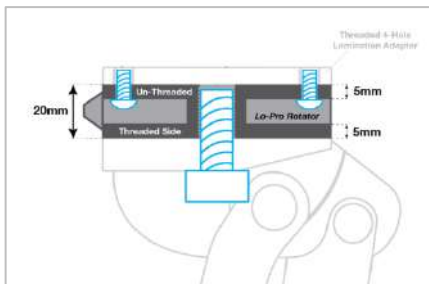 Threaded 4-Hole
Lamination Adapter
Un-Threaded
5mm
20mm
Lo-Pro Rotator
Threaded Side
5mm